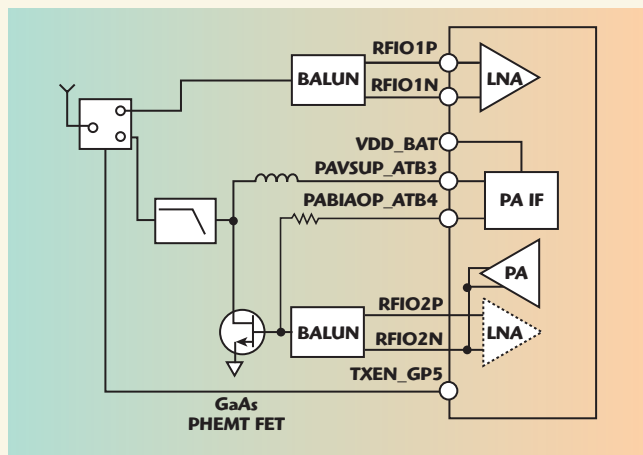 RFIO1P
BALUN
LNA
RFIO1N
VDD_BAT
PAVSUP_ATB3
PABIAOP_ATB4
PA IF
PA
RFIO2P
BALUN
LNA
RFIO2N
TXEN_GP5
GaAs
PHEMT FET